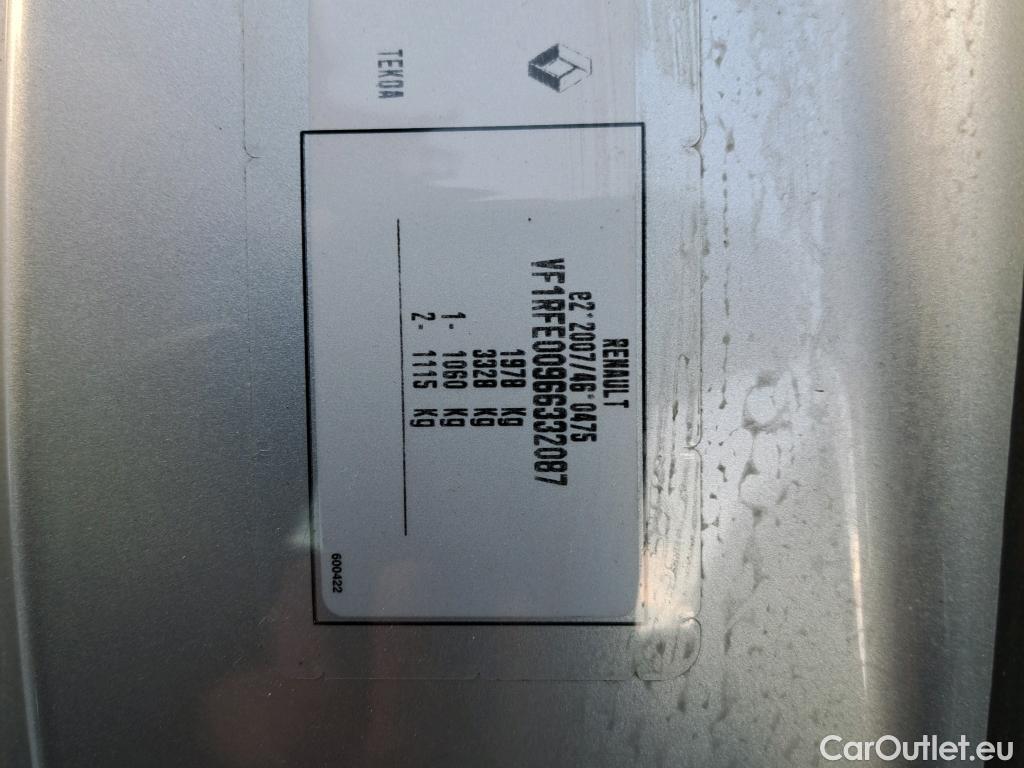 TEKOA
RENAULT
e2*2007/46*0475
VF1RFE00966332087
1978 Kg
3328 Kg
1- 1060 Kg
2- 1115 Kg
600422
CarOutlet.eu